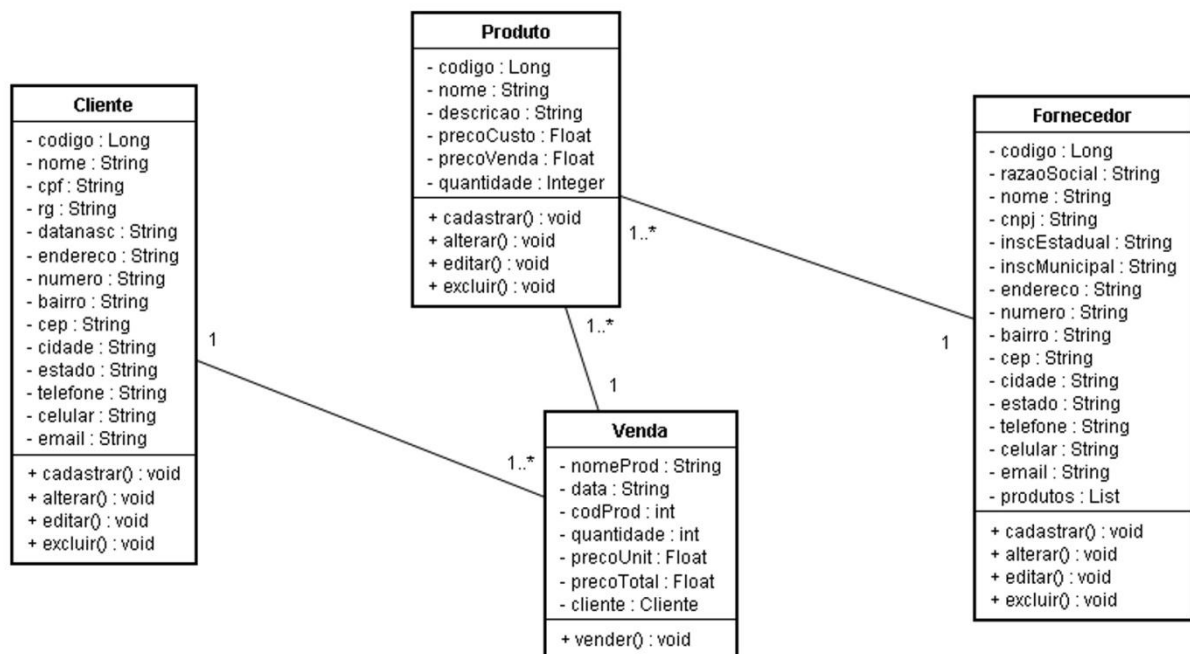 Produto
- codigo : Long
- nome : String
- descricao : String
- precoCusto : Float
- precoVenda : Float
- quantidade : Integer
+ cadastrar() : void
+ alterar() : void
+ editar() : void
+ excluir() : void
Cliente
- codigo : Long
- nome : String
- cpf : String
- rg : String
- datanasc : String
- endereco : String
- numero : String
- bairro : String
- cep : String
- cidade : String
- estado : String
- telefone : String
- celular : String
- email : String
+ cadastrar() : void
+ alterar() : void
+ editar() : void
+ excluir() : void
Fornecedor
- codigo : Long
- razaoSocial : String
- nome : String
- cnpj : String
- inscEstadual : String
- inscMunicipal : String
- endereco : String
- numero : String
- bairro : String
- cep : String
- cidade : String
- estado : String
- telefone : String
- celular : String
- email : String
- produtos : List
+ cadastrar() : void
+ alterar() : void
+ editar() : void
+ excluir() : void
1..*
1
1..*
1
1
1..*
Venda
- nomeProd : String
- data : String
- codProd : int
- quantidade : int
- precoUnit : Float
- precoTotal : Float
- cliente : Cliente
+ vender() : void